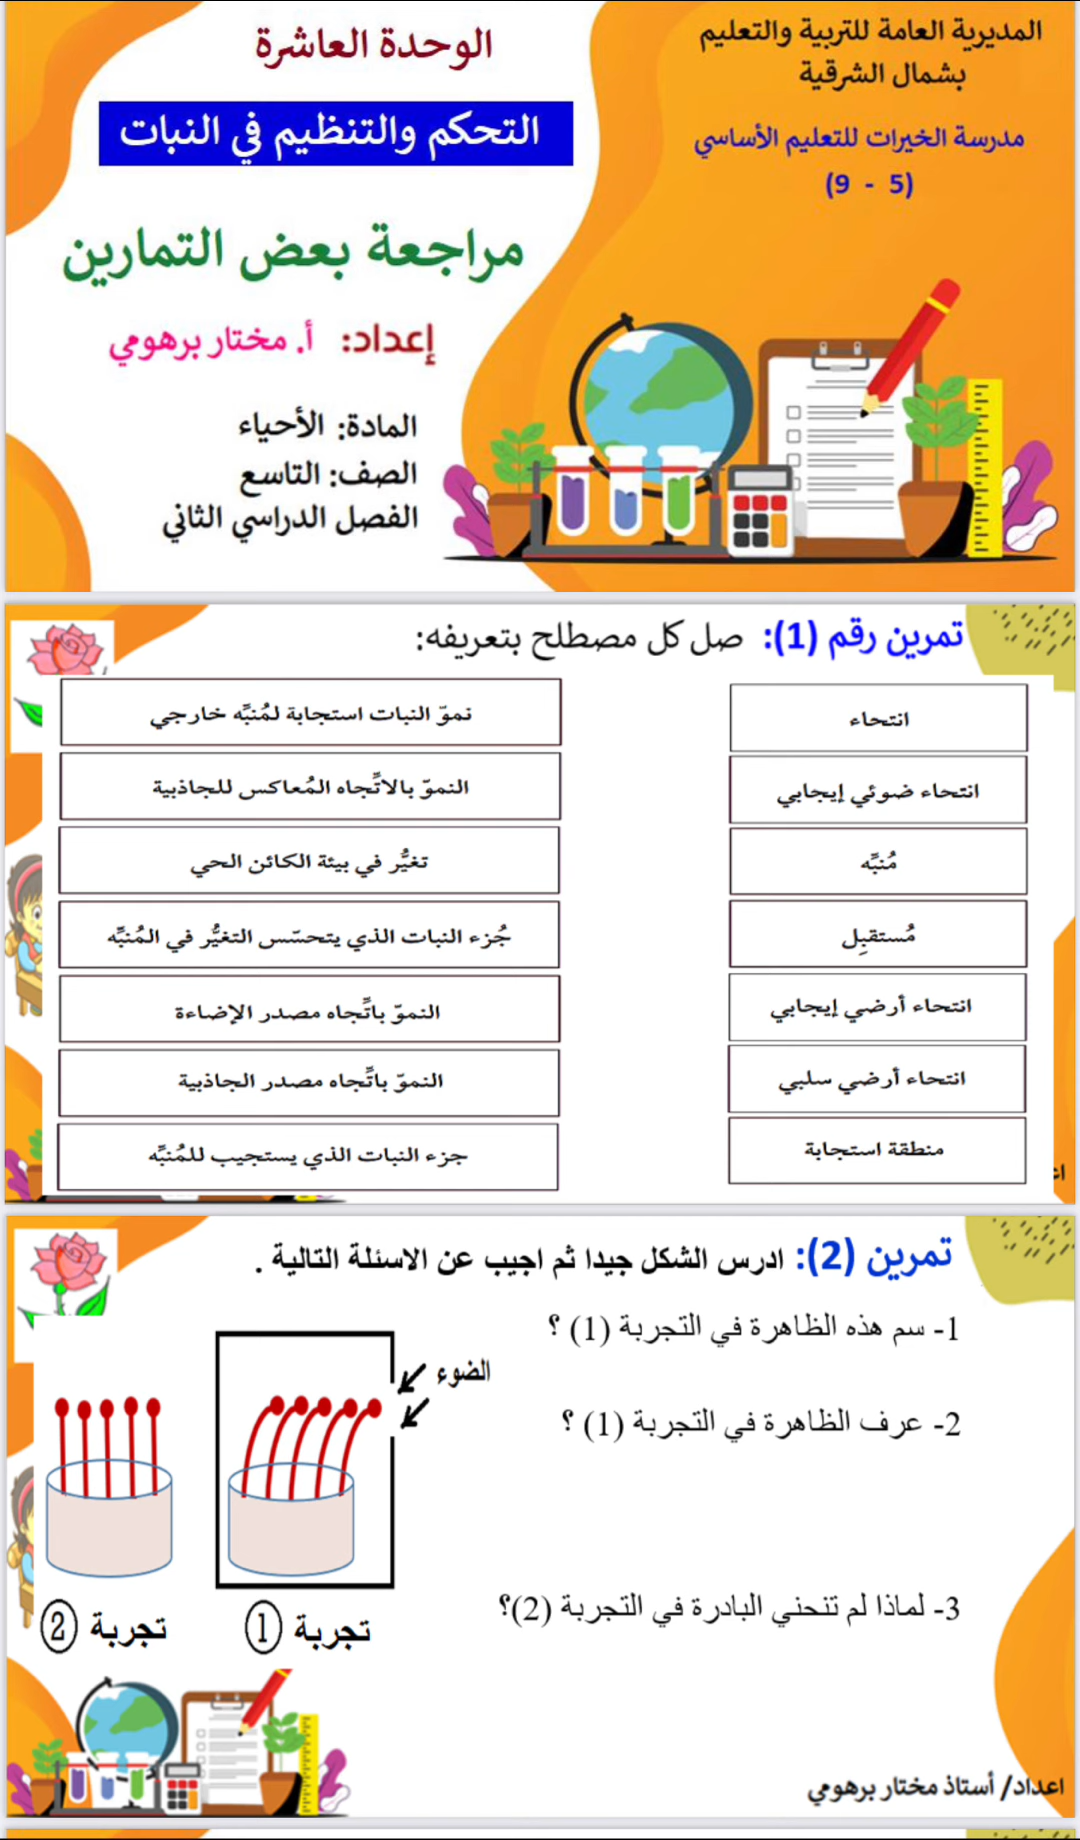 المديرية العامة للتربية والتعليم
بشمال الشرقية
مدرسة الخيرات للتعليم الأساسي
(5 - 9)
الوحدة العاشرة
التحكم والتنظيم في النبات
مراجعة بعض التمارين
إعداد: أ. مختار برهومي
المادة: الأحياء
الصف: التاسع
الفصل الدراسي الثاني
تمرين رقم (1): صل كل مصطلح بتعريفه:
انتحاء
انتحاء ضوئي إيجابي
مُنبِّه
مُستقبِل
انتحاء أرضي إيجابي
انتحاء أرضي سلبي
منطقة استجابة
نموّ النبات استجابة لمُنبِّه خارجي
النموّ بالاتِّجاه المُعاكس للجاذبية
تغيُّر في بيئة الكائن الحي
جُزء النبات الذي يتحسّس التغيُّر في المُنبِّه
النموّ باتِّجاه مصدر الإضاءة
النموّ باتِّجاه مصدر الجاذبية
جزء النبات الذي يستجيب للمُنبِّه
تمرين (2): ادرس الشكل جيدا ثم اجيب عن الاسئلة التالية .
1- سم هذه الظاهرة في التجربة (1) ؟
الضوء
2- عرف الظاهرة في التجربة (1) ؟
3- لماذا لم تنحني البادرة في التجربة (2)؟
تجربة 1
تجربة 2
اعداد/ أستاذ مختار برهومي